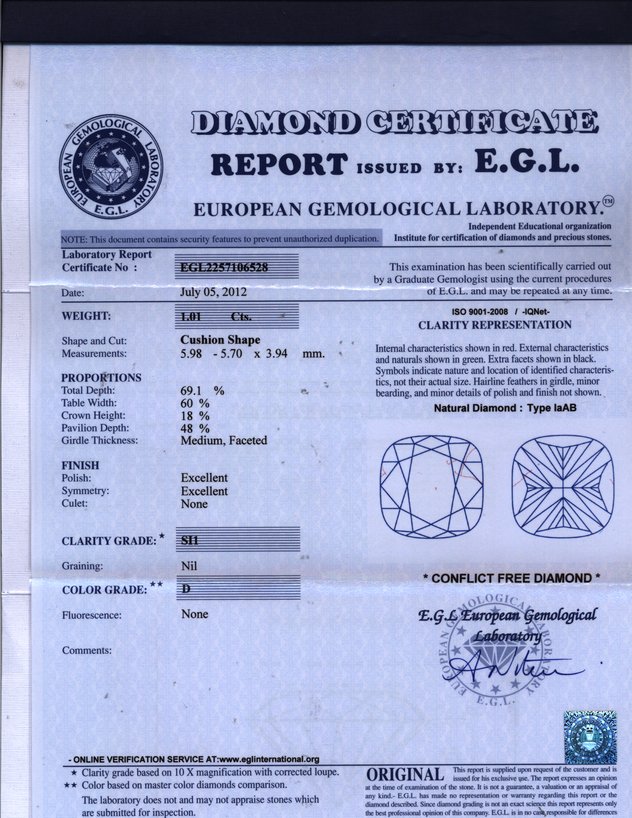 EUROPEAN GEMOLOGICAL LABORATORY
E.G.L.
DIAMOND CERTIFICATE
REPORT ISSUED BY: E.G.L.
EUROPEAN GEMOLOGICAL LABORATORY.™
Independent Educational organization
Institute for certification of diamonds and precious stones.
NOTE: This document contains security features to prevent unauthorized duplication.
Laboratory Report
Certificate No : EGL2257106528
Date: July 05, 2012
WEIGHT: 1.01 Cts.
Shape and Cut: Cushion Shape
Measurements: 5.98 - 5.70 x 3.94 mm.
PROPORTIONS
Total Depth: 69.1 %
Table Width: 60 %
Crown Height: 18 %
Pavilion Depth: 48 %
Girdle Thickness: Medium, Faceted
FINISH
Polish: Excellent
Symmetry: Excellent
Culet: None
CLARITY GRADE: ★ SI1
Graining: Nil
COLOR GRADE: ★★ D
Fluorescence: None
Comments:
This examination has been scientifically carried out
by a Graduate Gemologist using the current procedures
of E.G.L. and may be repeated at any time.
ISO 9001-2008 / -IQNet-
CLARITY REPRESENTATION
Internal characteristics shown in red. External characteristics
and naturals shown in green. Extra facets shown in black.
Symbols indicate nature and location of identified characteris-
tics, not their actual size. Hairline feathers in girdle, minor
bearding, and minor details of polish and finish not shown.
Natural Diamond : Type IaAB
* CONFLICT FREE DIAMOND *
E.G.L European Gemological
Laboratory
EUROPEAN GEMOLOGICAL LABORATORY
E.G.L.
- ONLINE VERIFICATION SERVICE AT:www.eglinternational.org
★ Clarity grade based on 10 X magnification with corrected loupe.
★★ Color based on master color diamonds comparison.
The laboratory does not and may not appraise stones which
are submitted for inspection.
ORIGINAL This report is supplied upon request of the customer and is
issued for his exclusive use. The report expresses an opinion
at the time of examination of the stone. It is not a guarantee, a valuation or an appraisal of
any kind.- E.G.L. has made no representation or warranty regarding this report or the
diamond described. Since diamond grading is not an exact science this report represents only
the best professional opinion of this company. E.G.L. is in no case responsible for differences